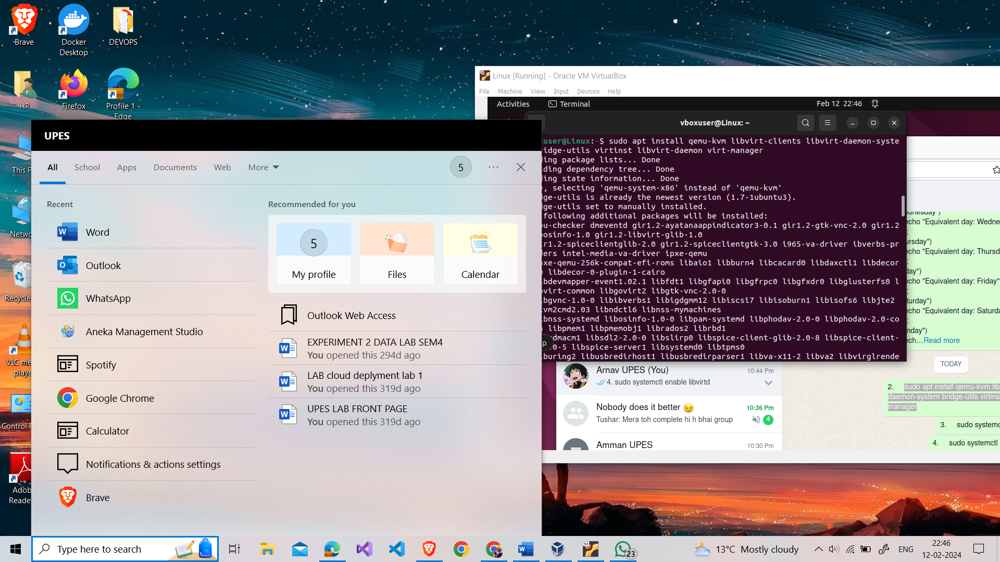 Brave
Docker
Desktop
DEVOPS
HP
Firefox
Profile 1 -
Edge
This P
Netwo
Recycle
VLC me
playe
Control P
Adob
Reade
UPES
All
School
Apps
Documents
Web
More
5
Recent
Word
Outlook
WhatsApp
Aneka Management Studio
Spotify
Google Chrome
Calculator
Notifications & actions settings
Brave
Recommended for you
5
My profile
Files
Calendar
Outlook Web Access
EXPERIMENT 2 DATA LAB SEM4
You opened this 294d ago
LAB cloud deplyment lab 1
You opened this 319d ago
UPES LAB FRONT PAGE
You opened this 319d ago
Linux [Running] - Oracle VM VirtualBox
File Machine View Input Devices Help
Activities
Terminal
Feb 12 22:46
vboxuser@Linux: ~
user@Linux:~$ sudo apt install qemu-kvm libvirt-clients libvirt-daemon-syste
ridge-utils virtinst libvirt-daemon virt-manager
ing package lists... Done
ding dependency tree... Done
ing state information... Done
, selecting 'qemu-system-x86' instead of 'qemu-kvm'
ge-utils is already the newest version (1.7-1ubuntu3).
ge-utils set to manually installed.
following additional packages will be installed:
u-checker dmeventd gir1.2-ayatanaappindicator3-0.1 gir1.2-gtk-vnc-2.0 gir1.2
osinfo-1.0 gir1.2-libvirt-glib-1.0
ir1.2-spiceclientglib-2.0 gir1.2-spiceclientgtk-3.0 i965-va-driver ibverbs-pr
ers intel-media-va-driver ipxe-qemu
xe-qemu-256k-compat-efi-roms libaio1 libburn4 libcacard0 libdaxctl1 libdecor
libdecor-0-plugin-1-cairo
bdevmapper-event1.02.1 libfdt1 libgfapi0 libgfrpc0 libgfxdr0 libglusterfs0 l
virt-common libgovirt2 libgtk-vnc-2.0-0
bgvnc-1.0-0 libibverbs1 libigdgmm12 libiscsi7 libisoburn1 libisofs6 libjte2
vm2cmd2.03 libndctl6 libnss-mymachines
bnss-systemd libosinfo-1.0-0 libpam-systemd libphodav-2.0-0 libphodav-2.0-co
libpmem1 libpmemobj1 librados2 librbd1
dmacm1 libsdl2-2.0-0 libslirp0 libspice-client-glib-2.0-8 libspice-client-
0-5 libspice-server1 libsystemd0 libtpms0
buring2 libusbredirhost1 libusbredirparser1 libva-x11-2 libva2 libvirglrende
echo "Equivalent day: Wedne
;
ursday")
echo "Equivalent day: Thursd
;
day")
echo "Equivalent day: Friday"
;
turday")
echo "Equivalent day: Saturda
;
nday")
ech...Read more
TODAY
2. sudo apt install qemu-kvm lib
daemon-system bridge-utils virtins
manager
3. sudo systemc
4. sudo systemctl
Arnav UPES (You)
10:44 Pm
4. sudo systemctl enable libvirtd
Nobody does it better 😉
10:36 Pm
Tushar: Mera toh complete hi h bhai group
4
Amman UPES
10:30 Pm
Type here to search
23
13°C Mostly cloudy
ENG
22:46
12-02-2024